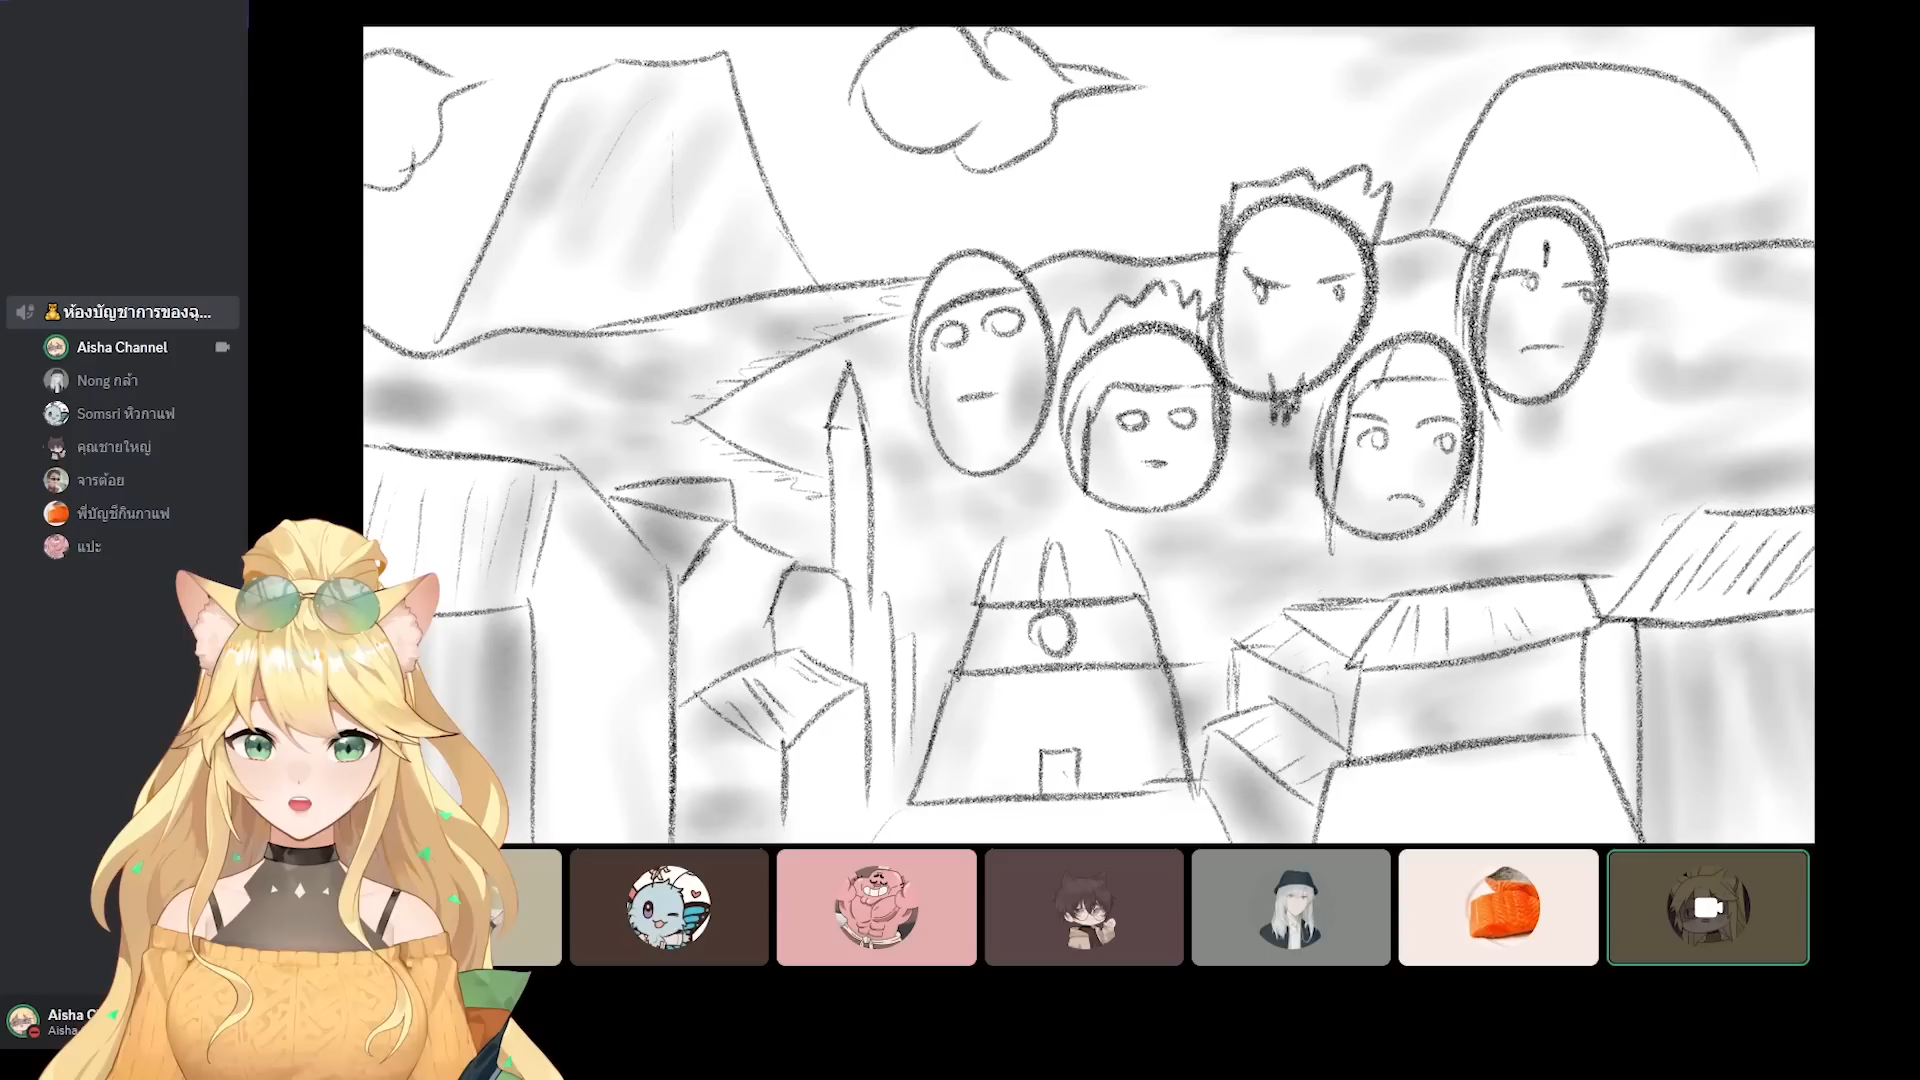 ห้องบัญชาการของฉุ...
Aisha Channel
Nong กล้า
Somsri หิวกาแฟ
คุณชายใหญ่
จารต้อย
พี่บัญชีกินกาแฟ
แปะ
Aisha C
Aisha